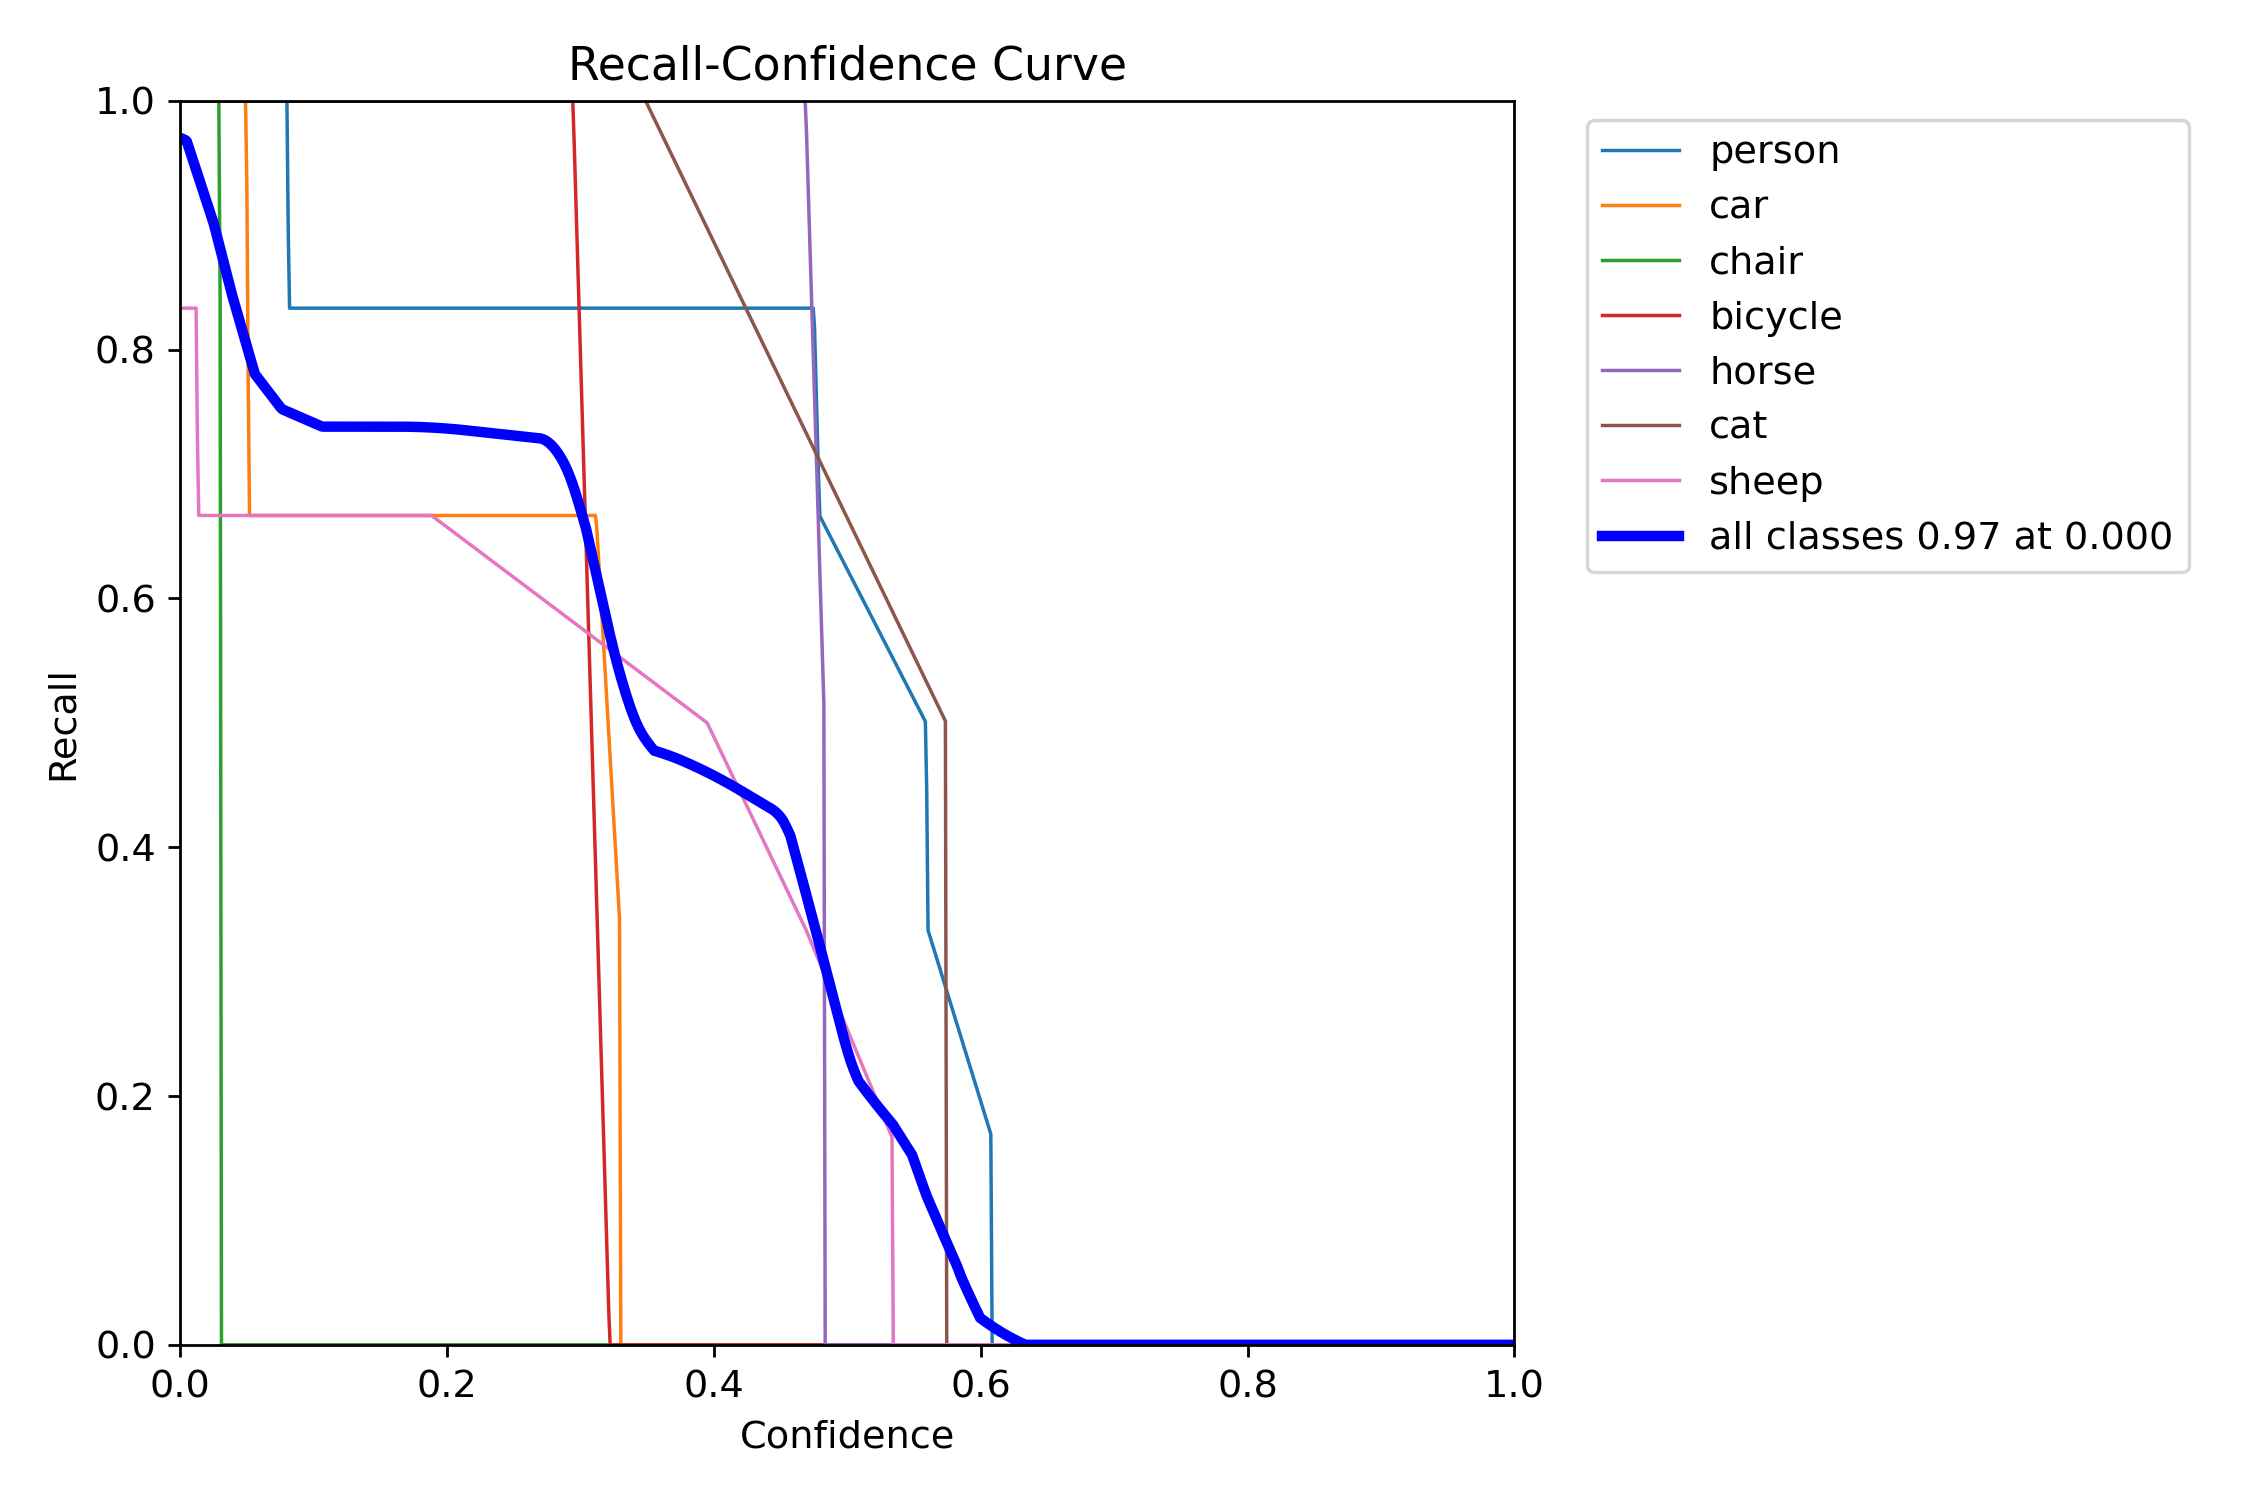 Recall-Confidence Curve
1.0
0.8
0.6
0.4
0.2
0.0
Recall
0.0 0.2 0.4 0.6 0.8 1.0
Confidence
person
car
chair
bicycle
horse
cat
sheep
all classes 0.97 at 0.000